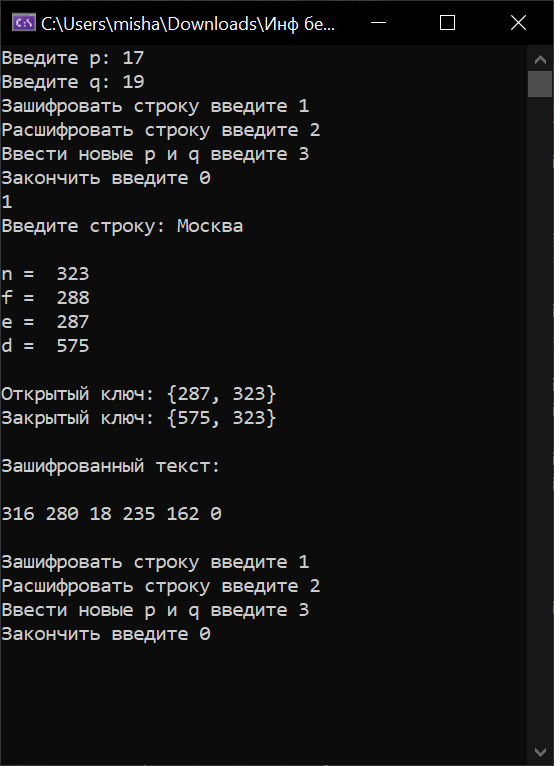 C:\Users\misha\Downloads\Инф бе...
Введите p: 17
Введите q: 19
Зашифровать строку введите 1
Расшифровать строку введите 2
Ввести новые p и q введите 3
Закончить введите 0
1
Введите строку: Москва
n =  323
f =  288
e =  287
d =  575
Открытый ключ: {287, 323}
Закрытый ключ: {575, 323}
Зашифрованный текст:
316 280 18 235 162 0
Зашифровать строку введите 1
Расшифровать строку введите 2
Ввести новые p и q введите 3
Закончить введите 0